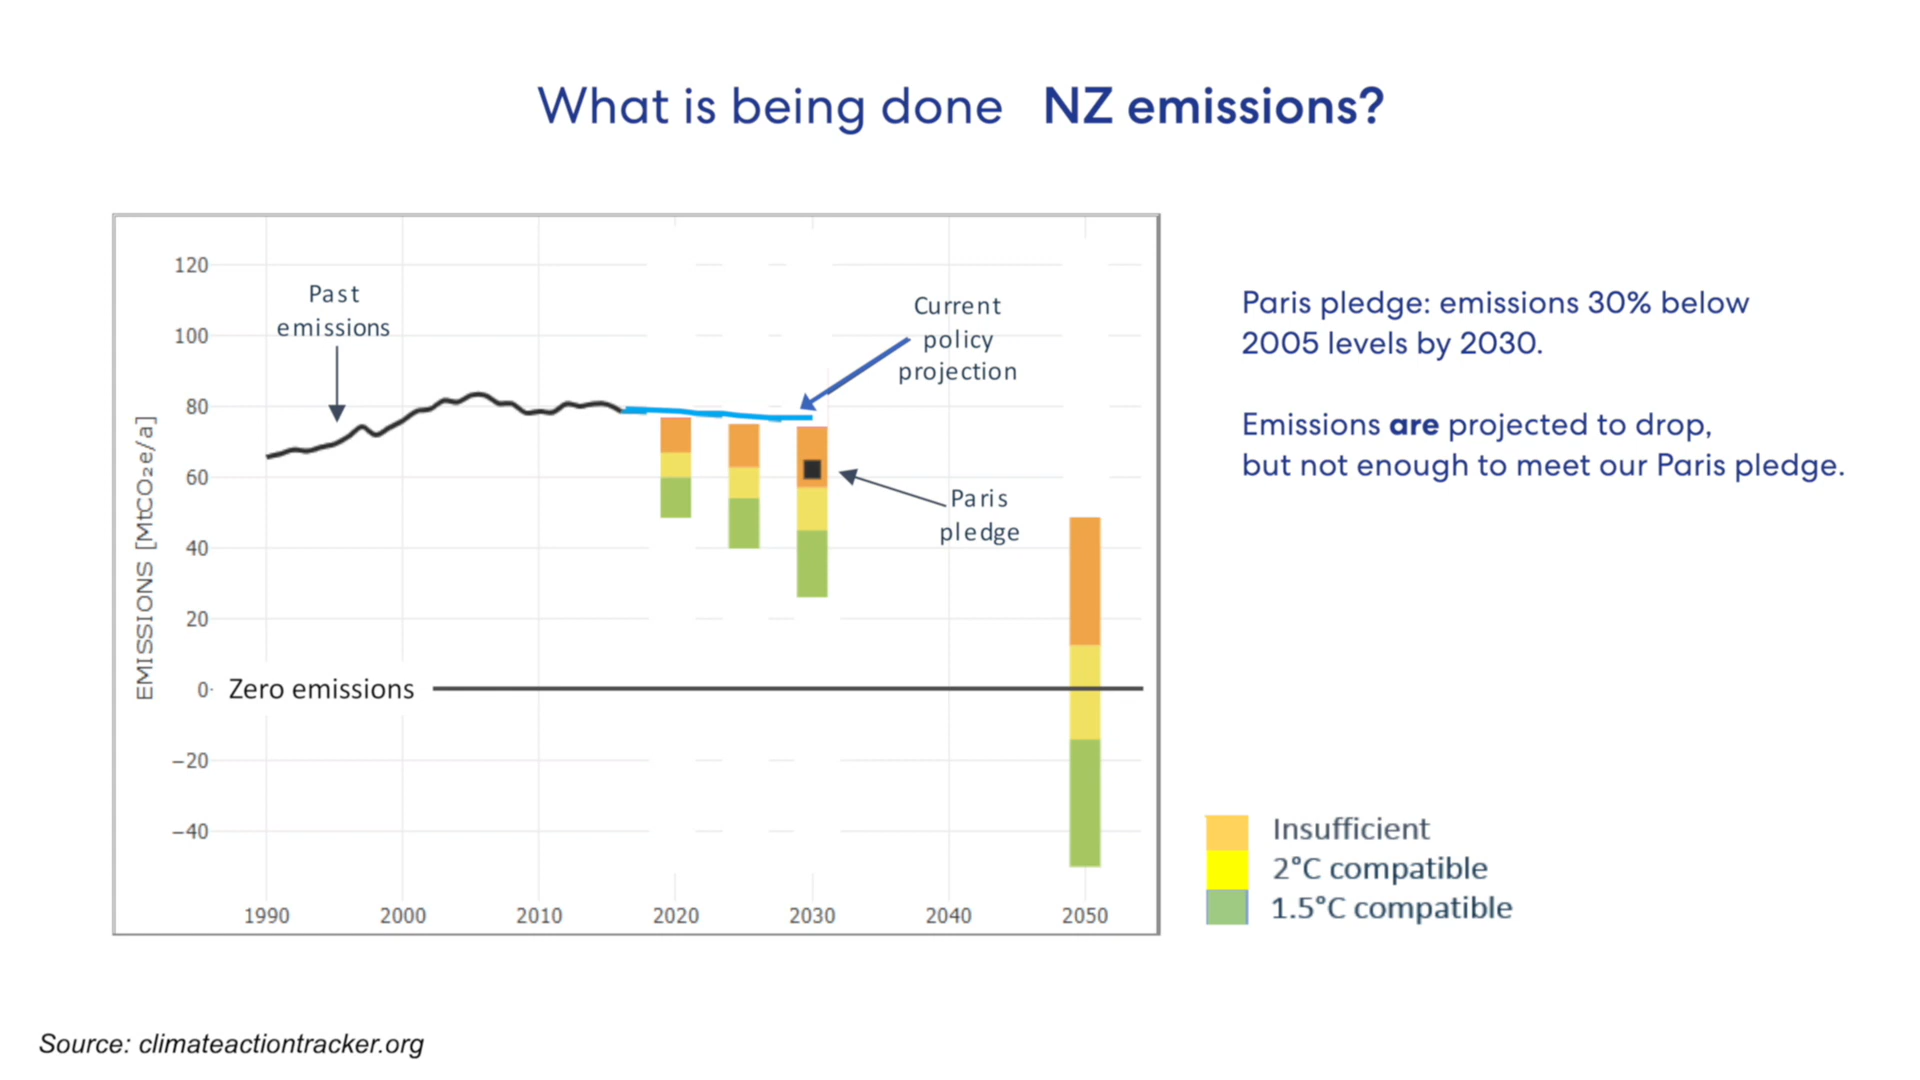 What is being done NZ emissions?
120
100
80
60
40
20
0
−20
−40
EMISSIONS [MtCO₂e/a]
Past
emissions
Current
policy
projection
Paris
pledge
Zero emissions
1990 2000 2010 2020 2030 2040 2050
Paris pledge: emissions 30% below
2005 levels by 2030.
Emissions are projected to drop,
but not enough to meet our Paris pledge.
Insufficient
2°C compatible
1.5°C compatible
Source: climateactiontracker.org